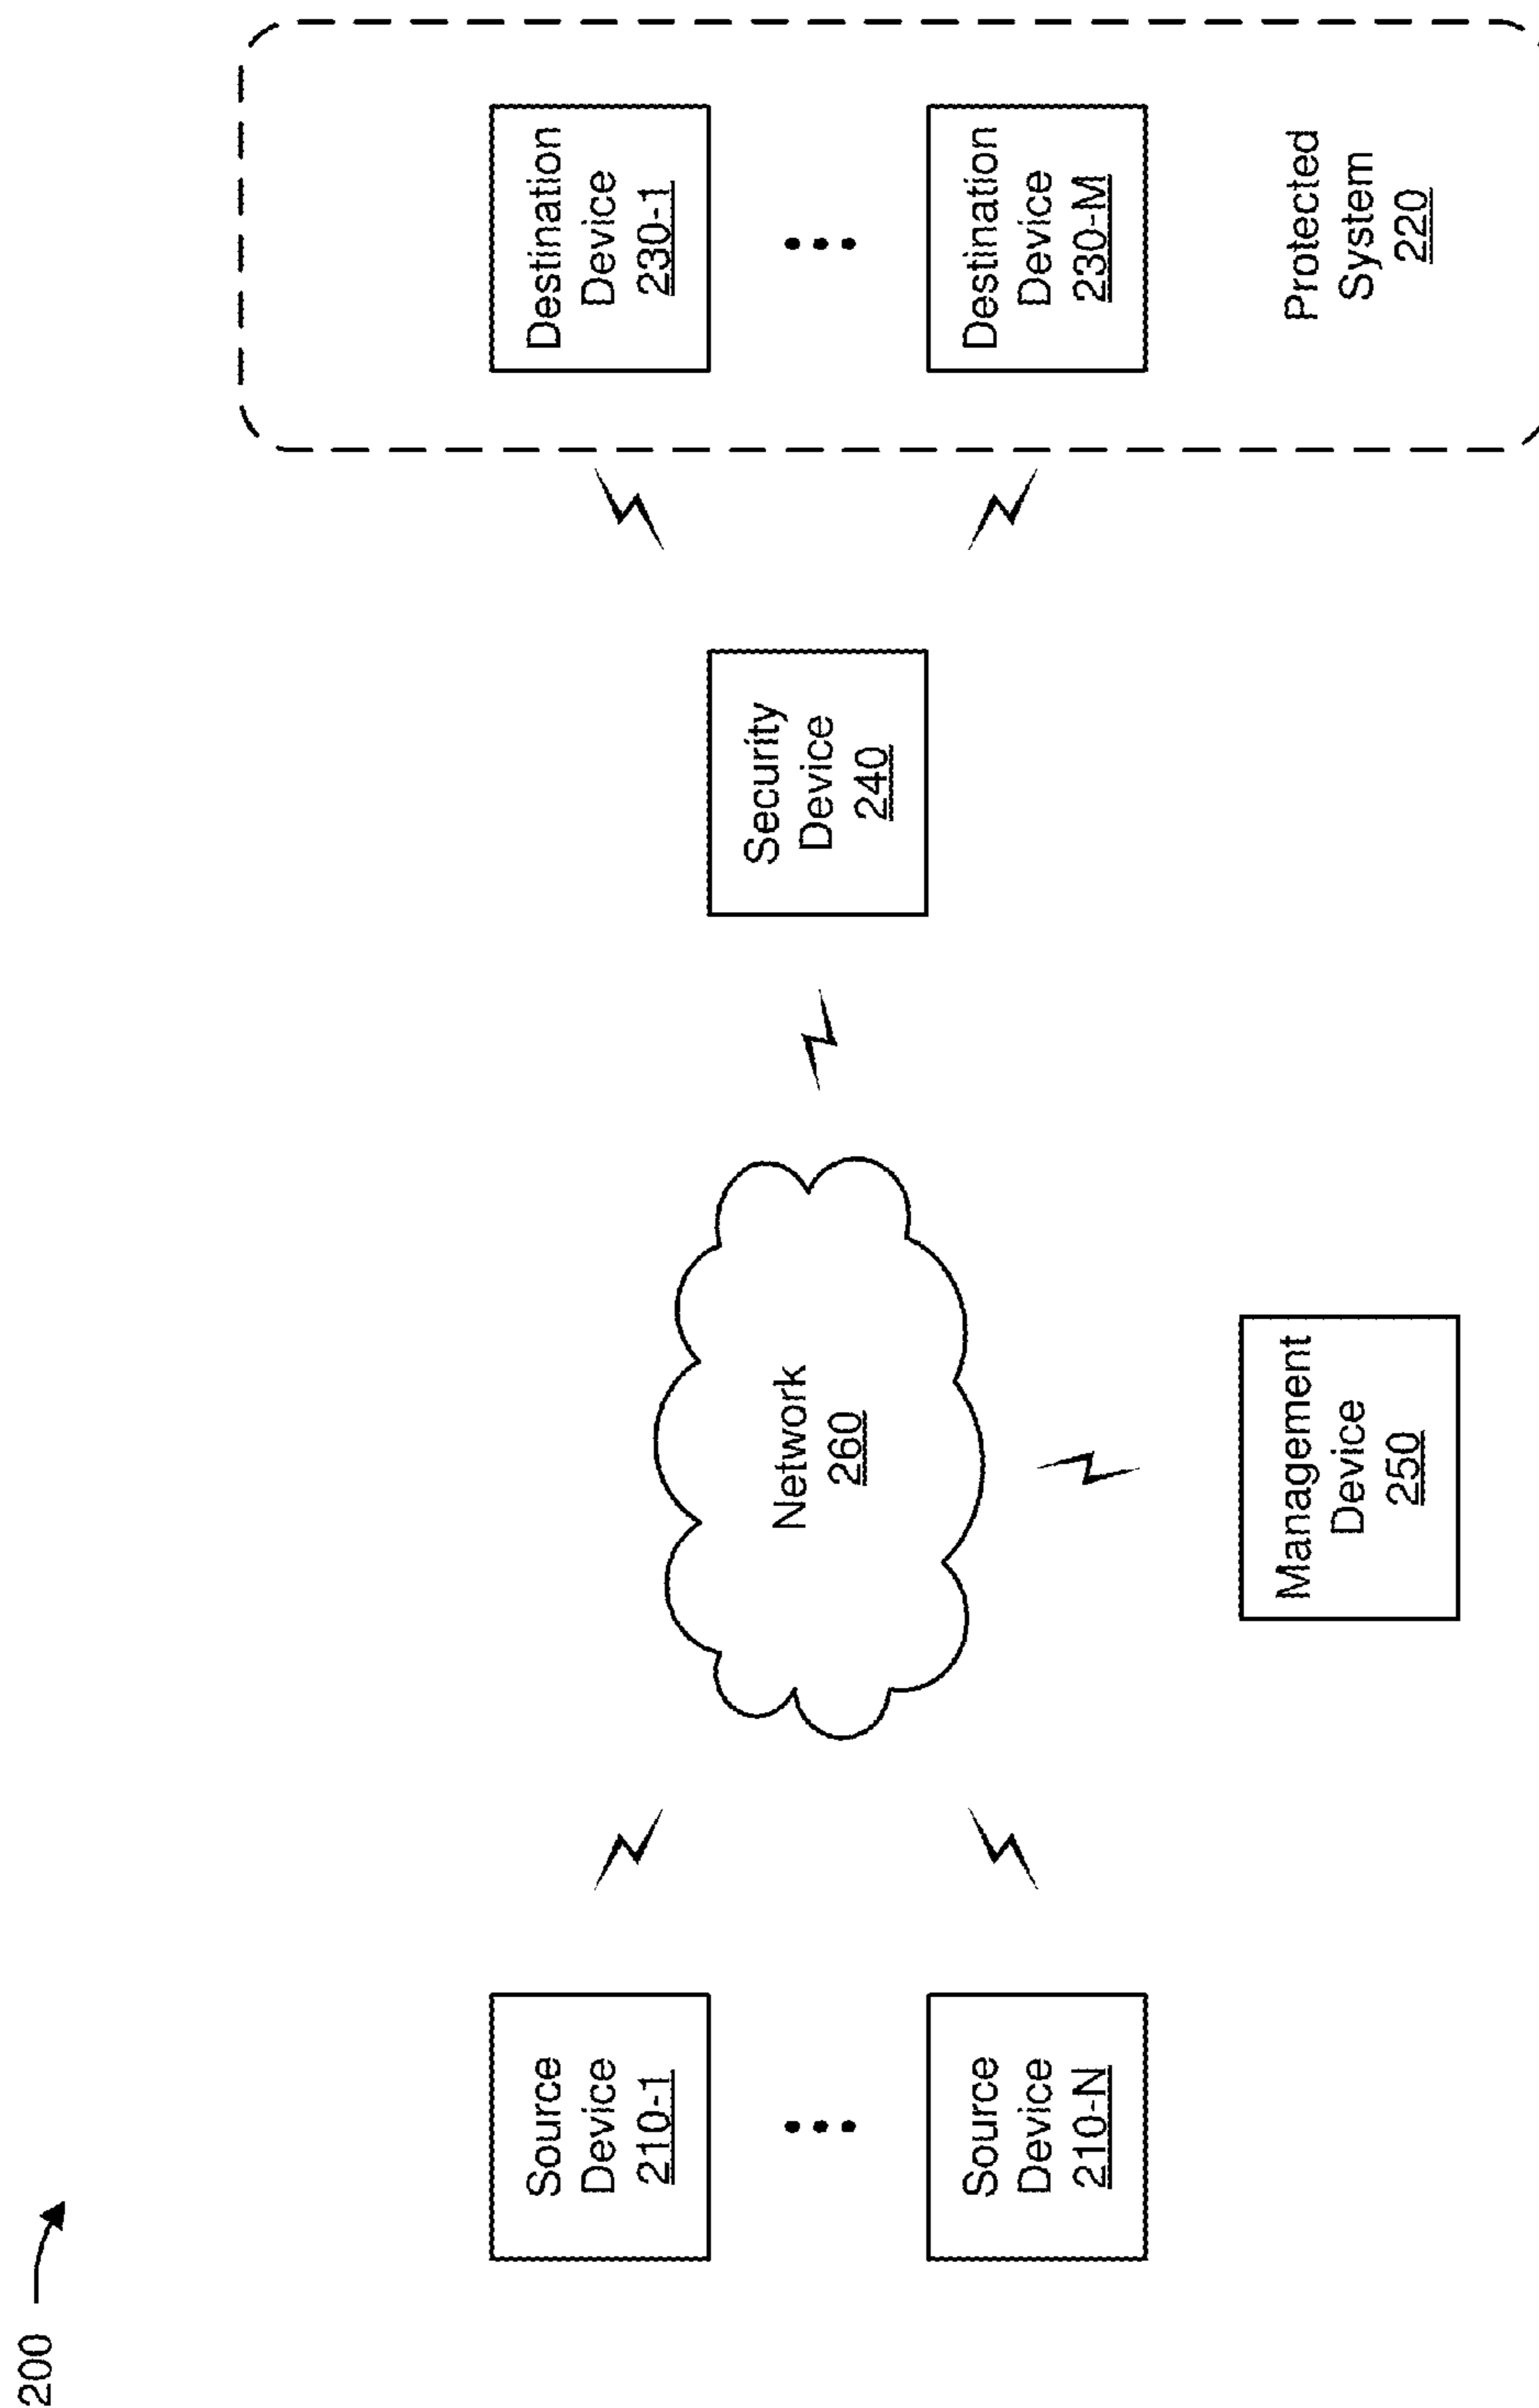 200
Source
Device
210-1
Source
Device
210-N
Network
260
Management
Device
250
Security
Device
240
Destination
Device
230-1
Destination
Device
230-M
Protected
System
220